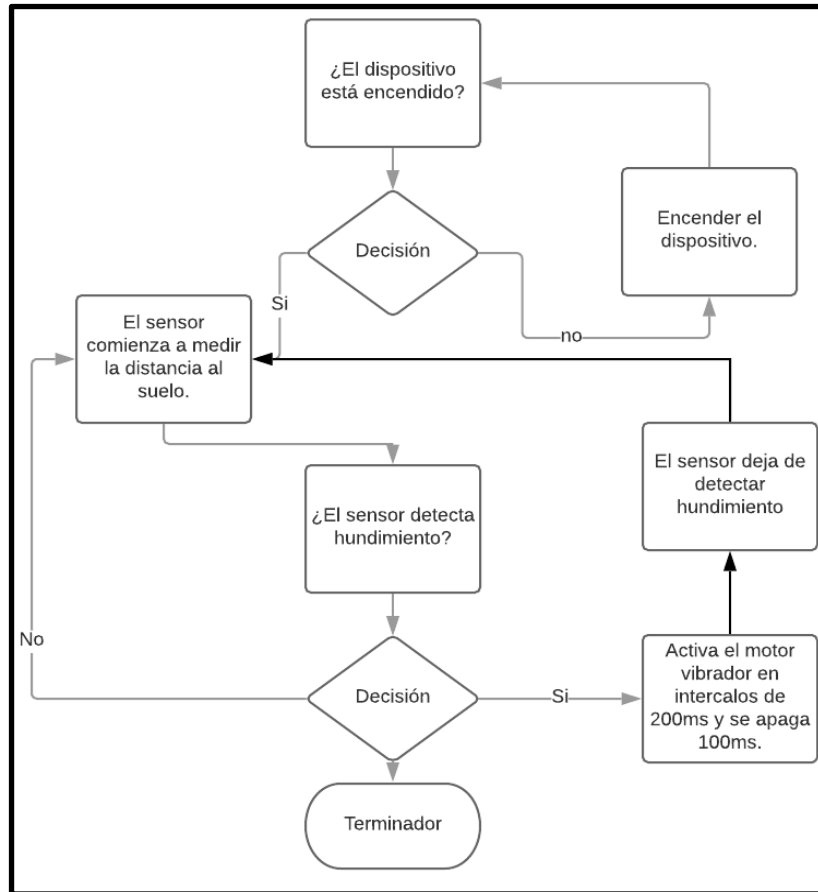 ¿El dispositivo
está encendido?
Decisión
Encender el
dispositivo.
Si
no
El sensor
comienza a medir
la distancia al
suelo.
¿El sensor detecta
hundimiento?
El sensor deja de
detectar
hundimiento
No
Decisión
Si
Activa el motor
vibrador en
intercalos de
200ms y se apaga
100ms.
Terminador